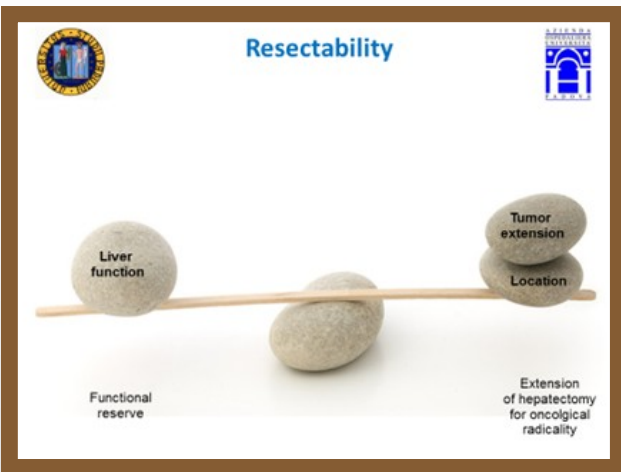 Resectability
Tumor
extension
Liver
function
Location
Functional
reserve
Extension
of hepatectomy
for oncolgical
radicality